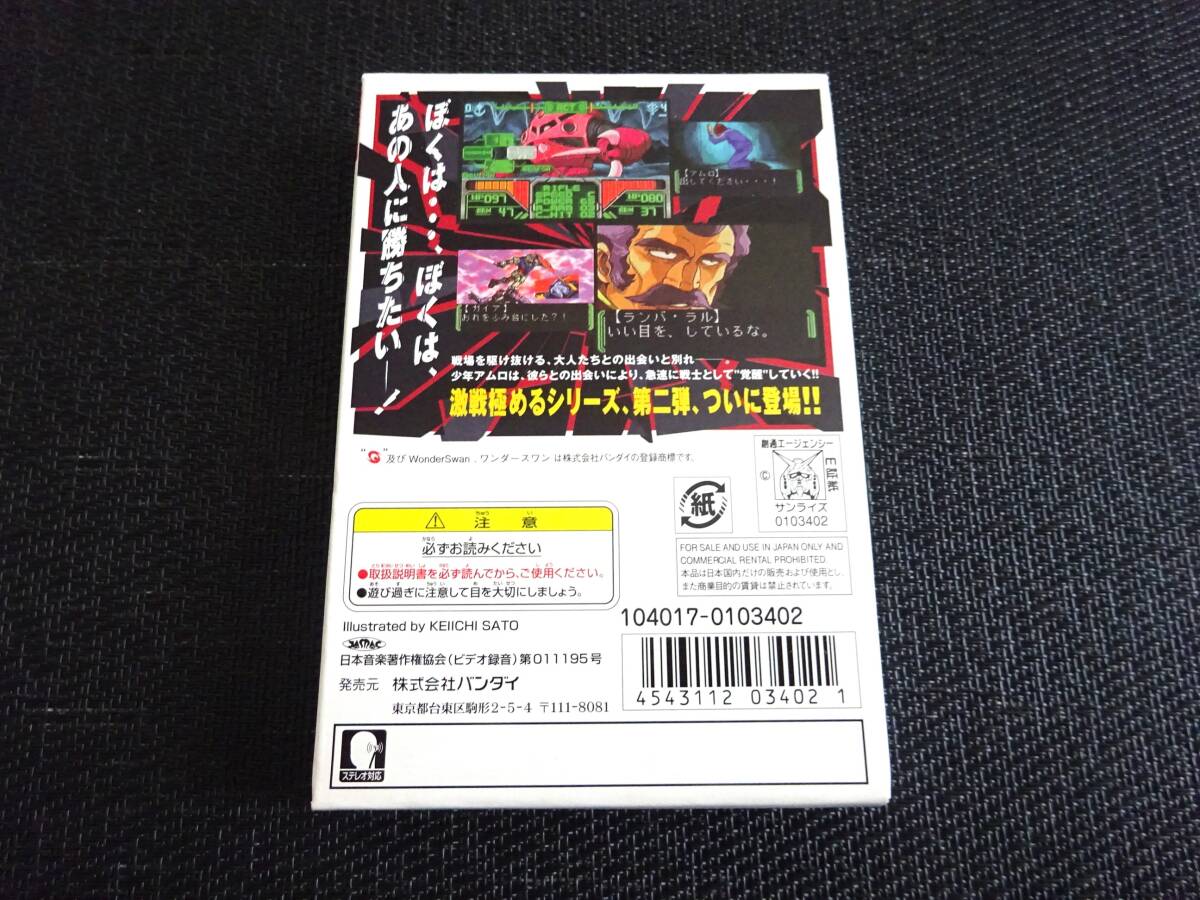 ぼくは・・・、ぼくは、
あの人に勝ちたい―!
ACT
RIFLE
SPEED C
POWER
HIT
HP097
47
HP080
37
【アムロ】
出してください・・・!
【ガイア】
おれをふみ台にした?!
【ランバ・ラル】
いい目を、しているな。
戦場を駆け抜ける、大人たちとの出会いと別れ――。
少年アムロは、彼らとの出会いにより、急速に戦士として"覚醒"していく!!
激戦極めるシリーズ、第二弾、ついに登場!!
"G"及び WonderSwan、ワンダースワン は株式会社バンダイの登録商標です。
創通エージェンシー
©
証紙
サンライズ
0103402
紙
FOR SALE AND USE IN JAPAN ONLY AND
COMMERCIAL RENTAL PROHIBITED.
本品は日本国内だけの販売および使用とし、
また商業目的の賃貸は禁止されています。
注意
必ずお読みください
●取扱説明書を必ず読んでから、ご使用ください。
●遊び過ぎに注意して目を大切にしましょう。
Illustrated by KEIICHI SATO
JASRAC
日本音楽著作権協会(ビデオ録音)第011195号
発売元 株式会社バンダイ
東京都台東区駒形2-5-4 〒111-8081
104017-0103402
4543112 03402 1
ステレオ対応